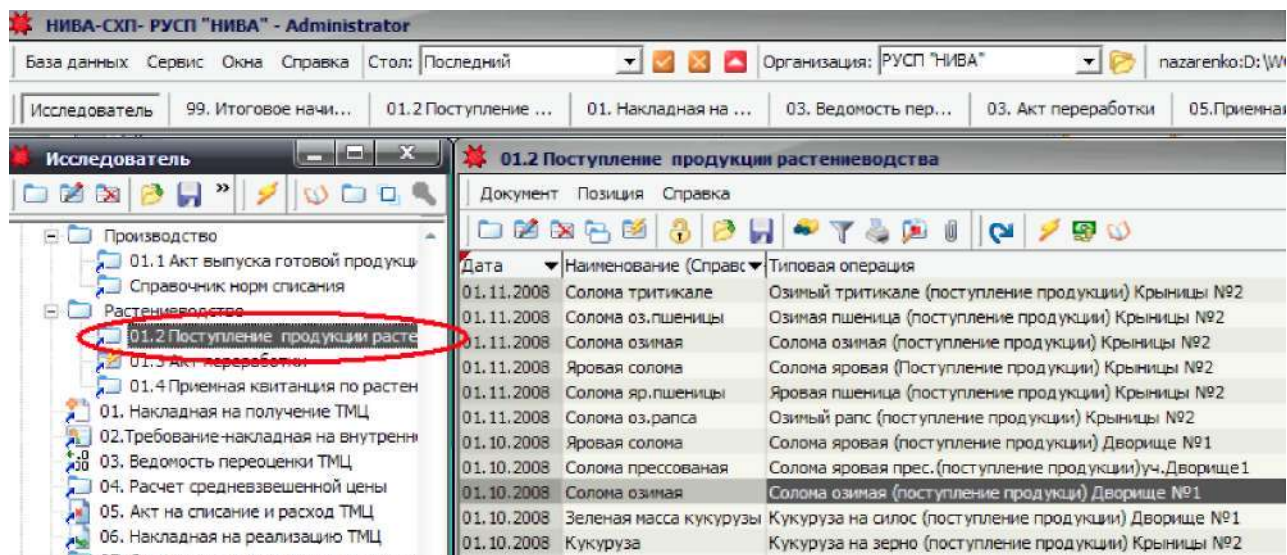 НИВА-СХП- РУСП "НИВА" - Administrator
База данных Сервис Окна Справка Стол: Последний Организация: РУСП "НИВА" nazarenko:D:\W
Исследователь 99. Итоговое начи... 01.2 Поступление ... 01. Накладная на ... 03. Ведомость пер... 03. Акт переработки 05.Приемна
Исследователь
Производство
01.1 Акт выпуска готовой продукци
Справочник норм списания
Растениеводство
01.2 Поступление продукции расте
01.3 Акт переработки
01.4 Приемная квитанция по растен
01. Накладная на получение ТМЦ
02.Требование-накладная на внутренн
03. Ведомость переоценки ТМЦ
04. Расчет средневзвешенной цены
05. Акт на списание и расход ТМЦ
06. Накладная на реализацию ТМЦ
01.2 Поступление продукции растениеводства
Документ Позиция Справка
Дата Наименование (Справс Типовая операция
01.11.2008 Солома тритикале Озимый тритикале (поступление продукции) Крыницы №2
01.11.2008 Солома оз.пшеницы Озимая пшеница (поступление продукции) Крыницы №2
01.11.2008 Солома озимая Солома озимая (поступление продукции) Крыницы №2
01.11.2008 Яровая солома Солома яровая (Поступление продукции) Крыницы №2
01.11.2008 Солома яр.пшеницы Яровая пшеница (поступление продукции) Крыницы №2
01.11.2008 Солома оз.рапса Озимый рапс (поступление продукции) Крыницы №2
01.10.2008 Яровая солома Солома яровая (поступление продукции) Дворище №1
01.10.2008 Солома прессованая Солома яровая прес.(поступление продукции)уч.Дворище1
01.10.2008 Солома озимая Солома озимая (поступление продукци) Дворище №1
01.10.2008 Зеленая масса кукурузы Кукуруза на силос (поступление продукции) Дворище №1
01.10.2008 Кукуруза Кукуруза на зерно (поступление продукции) Крыницы №2